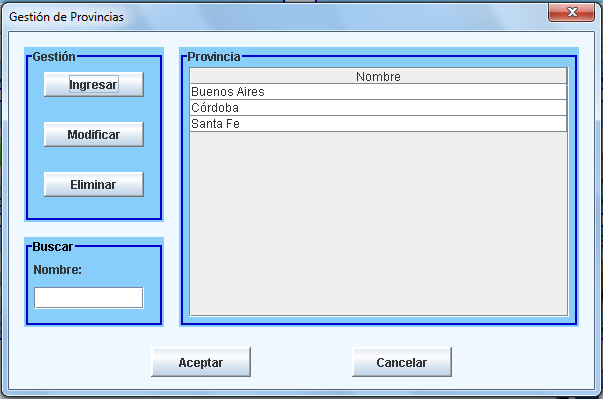 Gestión de Provincias
Gestión
Ingresar
Modificar
Eliminar
Buscar
Nombre:
Provincia
Nombre
Buenos Aires
Córdoba
Santa Fe
Aceptar
Cancelar